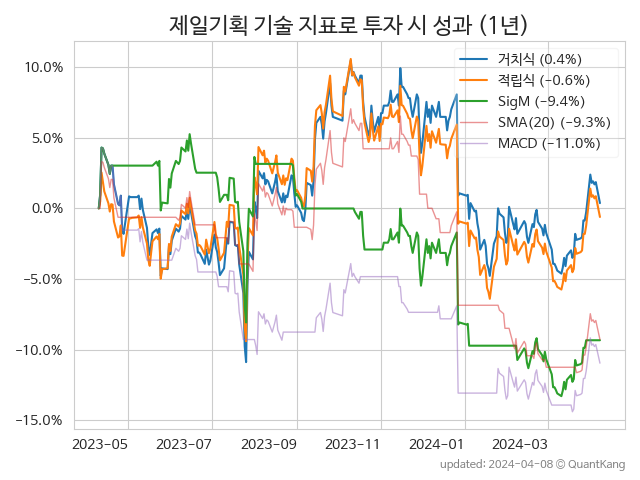 제일기획 기술 지표로 투자 시 성과 (1년)
거치식 (0.4%)
적립식 (−0.6%)
SigM (−9.4%)
SMA(20) (−9.3%)
MACD (−11.0%)
10.0%
5.0%
0.0%
−5.0%
−10.0%
−15.0%
2023-05 2023-07 2023-09 2023-11 2024-01 2024-03
updated: 2024-04-08 © QuantKang